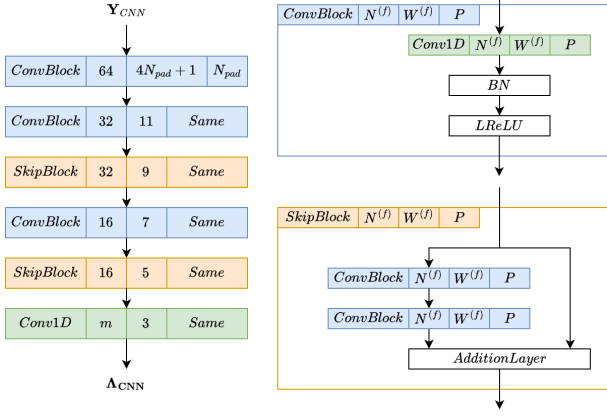 Y_CNN
ConvBlock 64 4N_pad + 1 N_pad
ConvBlock 32 11 Same
SkipBlock 32 9 Same
ConvBlock 16 7 Same
SkipBlock 16 5 Same
Conv1D m 3 Same
Λ_CNN
ConvBlock N^(f) W^(f) P
Conv1D N^(f) W^(f) P
BN
LReLU
SkipBlock N^(f) W^(f) P
ConvBlock N^(f) W^(f) P
ConvBlock N^(f) W^(f) P
AdditionLayer